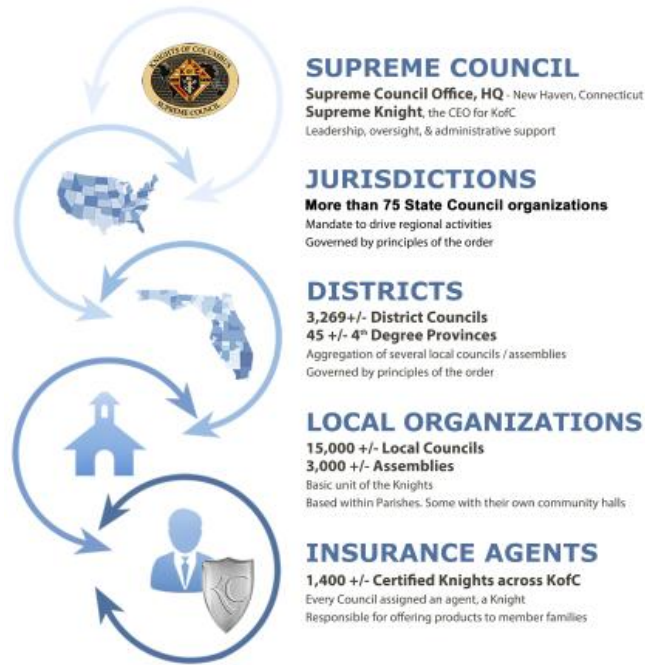 KNIGHTS OF COLUMBUS
SUPREME COUNCIL
SUPREME COUNCIL
Supreme Council Office, HQ - New Haven, Connecticut
Supreme Knight, the CEO for KofC
Leadership, oversight, & administrative support
JURISDICTIONS
More than 75 State Council organizations
Mandate to drive regional activities
Governed by principles of the order
DISTRICTS
3,269+/- District Councils
45 +/- 4th Degree Provinces
Aggregation of several local councils / assemblies
Governed by principles of the order
LOCAL ORGANIZATIONS
15,000 +/- Local Councils
3,000 +/- Assemblies
Basic unit of the Knights
Based within Parishes. Some with their own community halls
KC
INSURANCE AGENTS
1,400 +/- Certified Knights across KofC
Every Council assigned an agent, a Knight
Responsible for offering products to member families